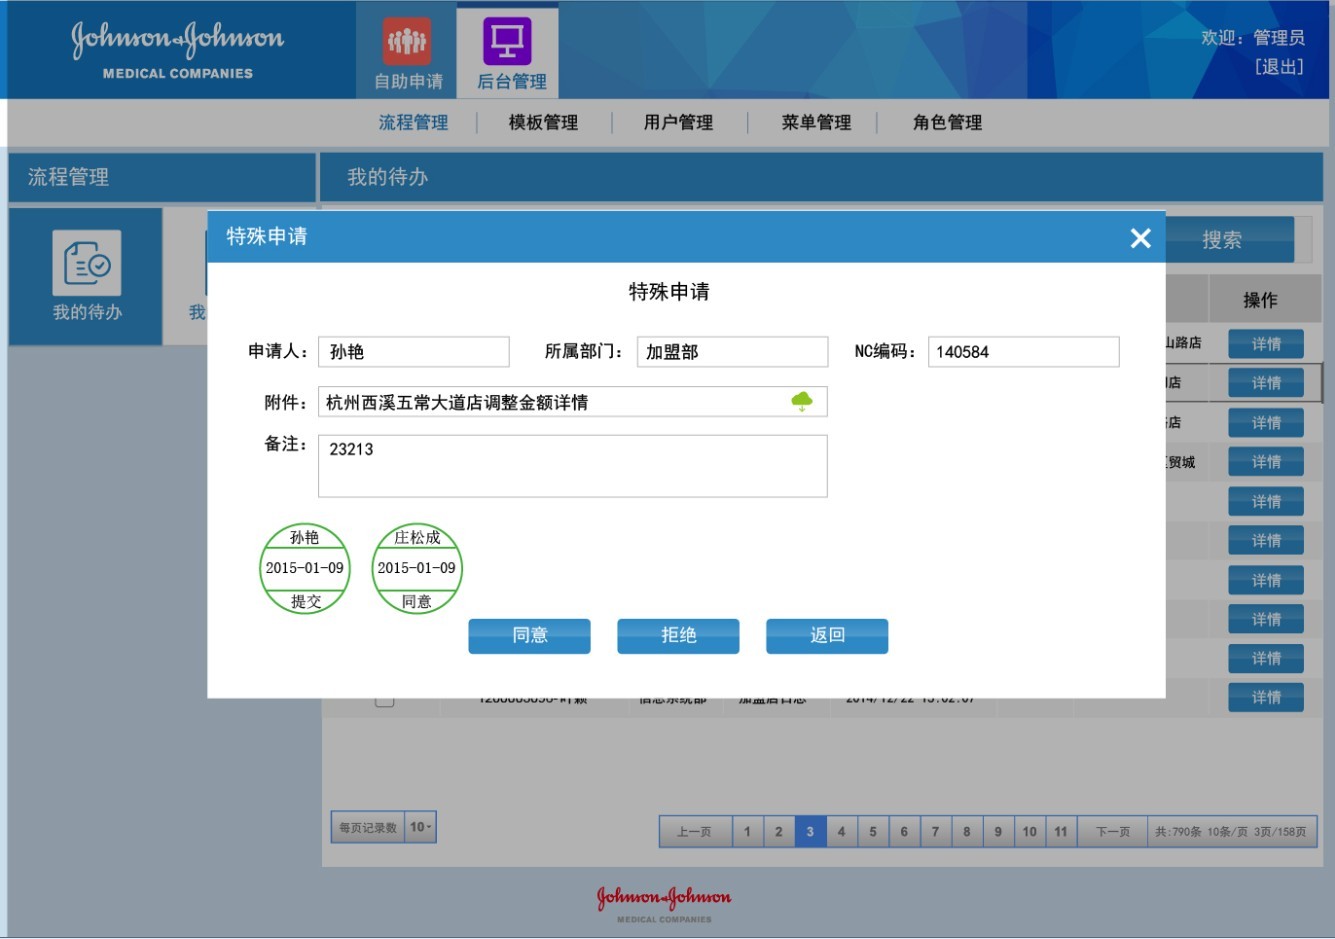 Johnson & Johnson
MEDICAL COMPANIES
自助申请
后台管理
欢迎: 管理员
[退出]
流程管理
模板管理
用户管理
菜单管理
角色管理
流程管理
我的待办
我的待办
我
搜索
操作
特殊申请
特殊申请
申请人: 孙艳
所属部门: 加盟部
NC编码: 140584
附件: 杭州西溪五常大道店调整金额详情
备注: 23213
孙艳
2015-01-09
提交
庄松成
2015-01-09
同意
同意
拒绝
返回
山路店
详情
店
详情
店
详情
贸城
详情
详情
详情
详情
详情
详情
信息系统部
2014/12/22
详情
每页记录数 10
上一页 1 2 3 4 5 6 7 8 9 10 11 下一页 共:790条 10条/页 3页/158页
Johnson & Johnson
MEDICAL COMPANIES